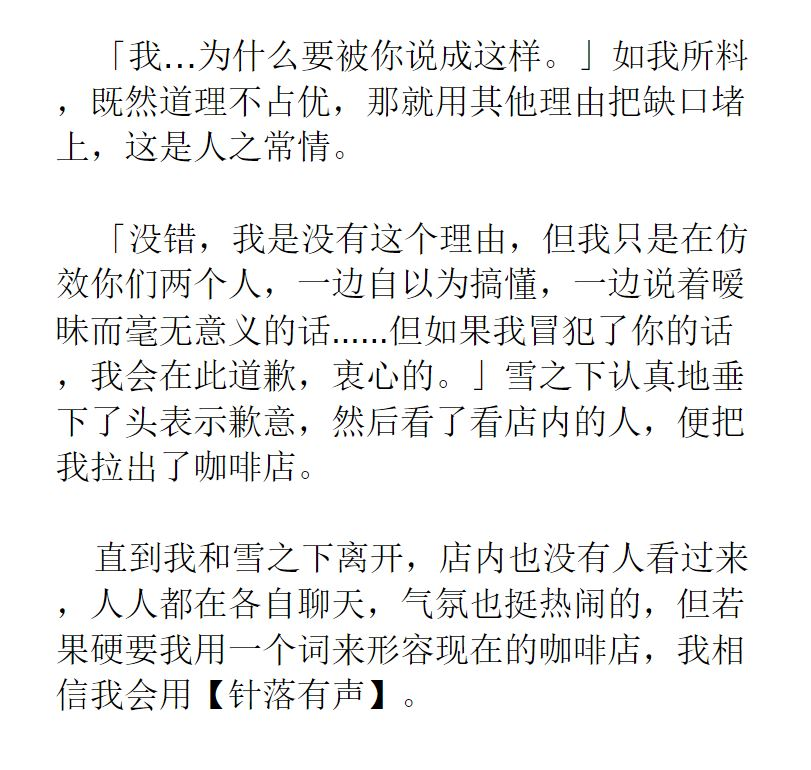 「我…为什么要被你说成这样。」如我所料
，既然道理不占优，那就用其他理由把缺口堵
上，这是人之常情。
「没错，我是没有这个理由，但我只是在仿
效你们两个人，一边自以为搞懂，一边说着暧
昧而毫无意义的话......但如果我冒犯了你的话
，我会在此道歉，衷心的。」雪之下认真地垂
下了头表示歉意，然后看了看店内的人，便把
我拉出了咖啡店。
直到我和雪之下离开，店内也没有人看过来
，人人都在各自聊天，气氛也挺热闹的，但若
果硬要我用一个词来形容现在的咖啡店，我相
信我会用【针落有声】。